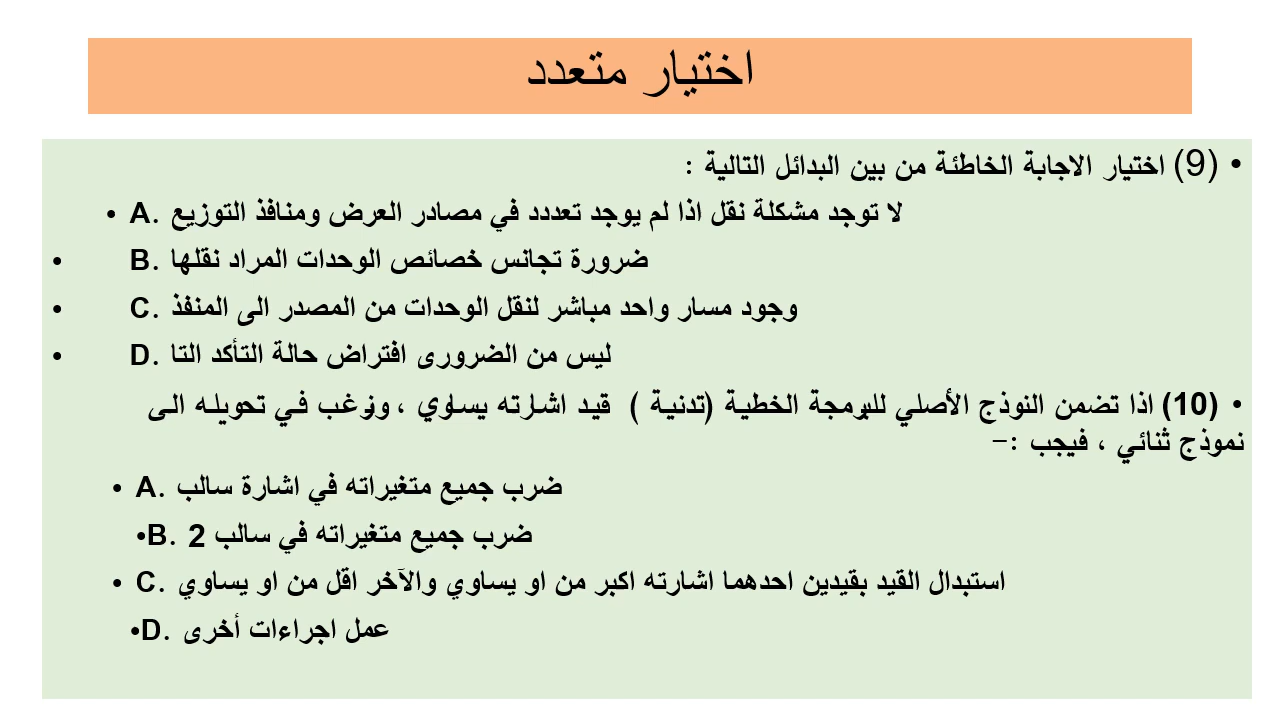 اختيار متعدد
• (9) اختيار الاجابة الخاطئة من بين البدائل التالية :
• A. لا توجد مشكلة نقل اذا لم يوجد تعددد في مصادر العرض ومنافذ التوزيع
• B. ضرورة تجانس خصائص الوحدات المراد نقلها
• C. وجود مسار واحد مباشر لنقل الوحدات من المصدر الى المنفذ
• D. ليس من الضرورى افتراض حالة التأكد التا
• (10) اذا تضمن النوذج الأصلي للبرمجة الخطية (تدنية ) قيد اشارته يساوي ، ونرغب في تحويله الى
نموذج ثنائي ، فيجب :-
• A. ضرب جميع متغيراته في اشارة سالب
•B. ضرب جميع متغيراته في سالب 2
• C. استبدال القيد بقيدين احدهما اشارته اكبر من او يساوي والآخر اقل من او يساوي
•D. عمل اجراءات أخرى